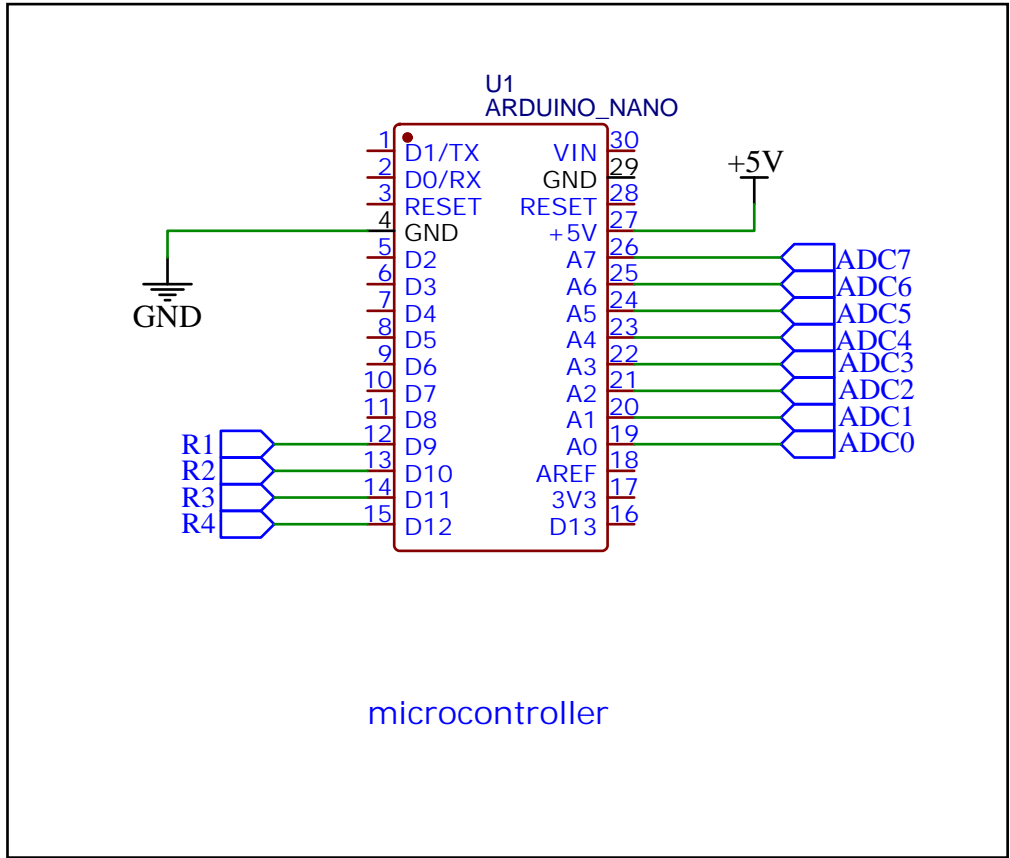 U1
ARDUINO_NANO
1 D1/TX VIN 30
2 D0/RX GND 29
3 RESET RESET 28
4 GND +5V 27
+5V
GND
5 D2 A7 26 ADC7
6 D3 A6 25 ADC6
7 D4 A5 24 ADC5
8 D5 A4 23 ADC4
9 D6 A3 22 ADC3
10 D7 A2 21 ADC2
11 D8 A1 20 ADC1
R1 12 D9 A0 19 ADC0
R2 13 D10 AREF 18
R3 14 D11 3V3 17
R4 15 D12 D13 16
microcontroller